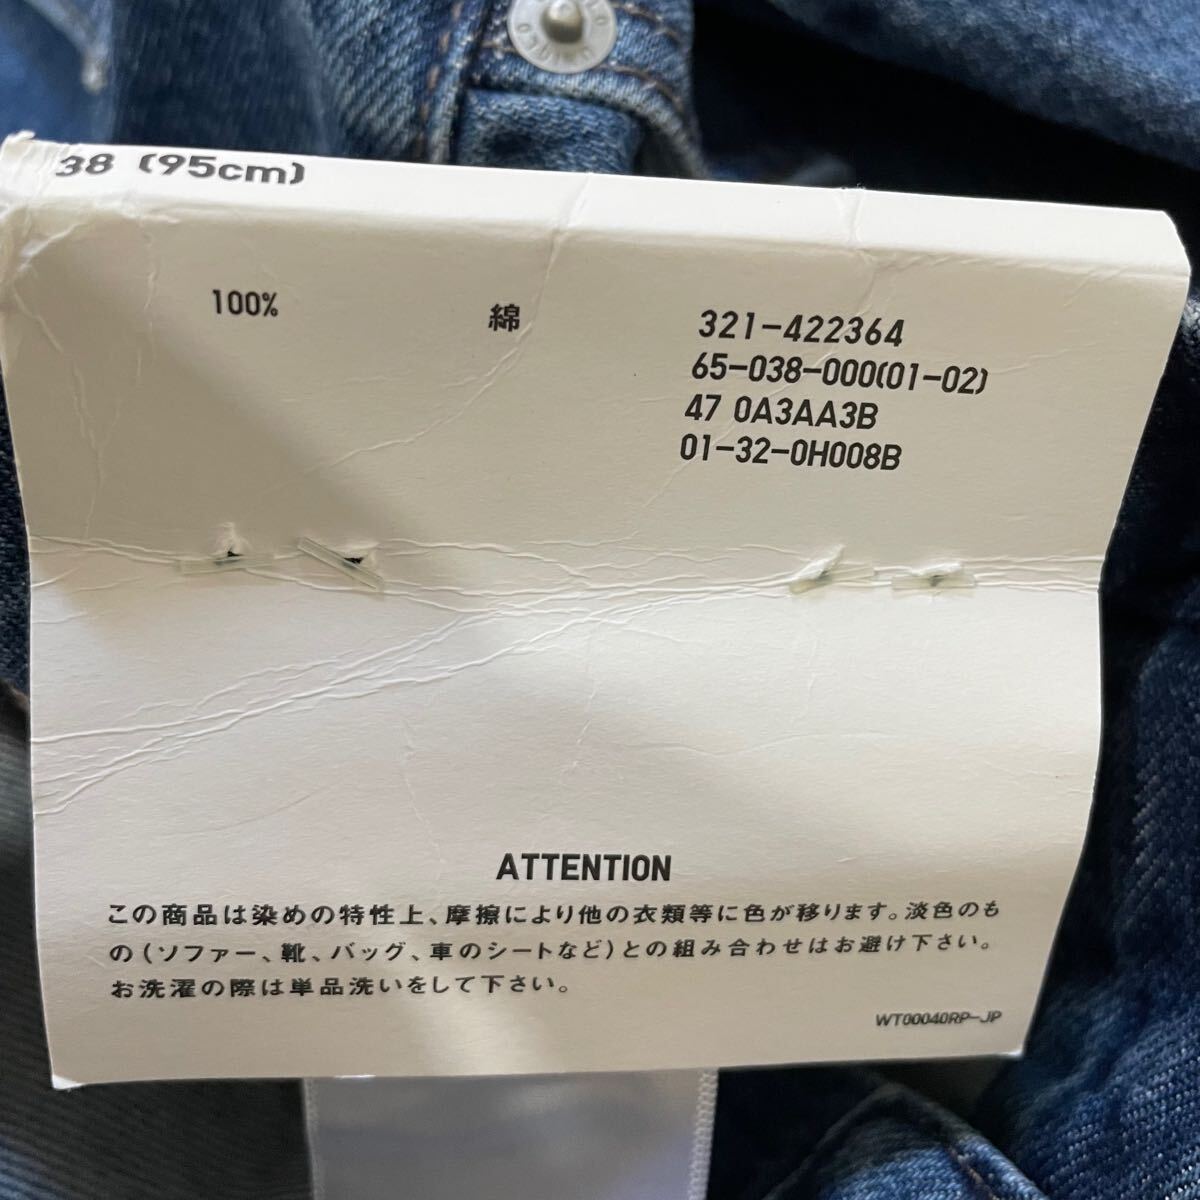 UNIQLO
38 (95cm)
100% 綿
321-422364
65-038-000(01-02)
47 0A3AA3B
01-32-0H008B
ATTENTION
この商品は染めの特性上、摩擦により他の衣類等に色が移ります。淡色のも
の(ソファー、靴、バッグ、車のシートなど)との組み合わせはお避け下さい。
お洗濯の際は単品洗いをして下さい。
WT00040RP-JP